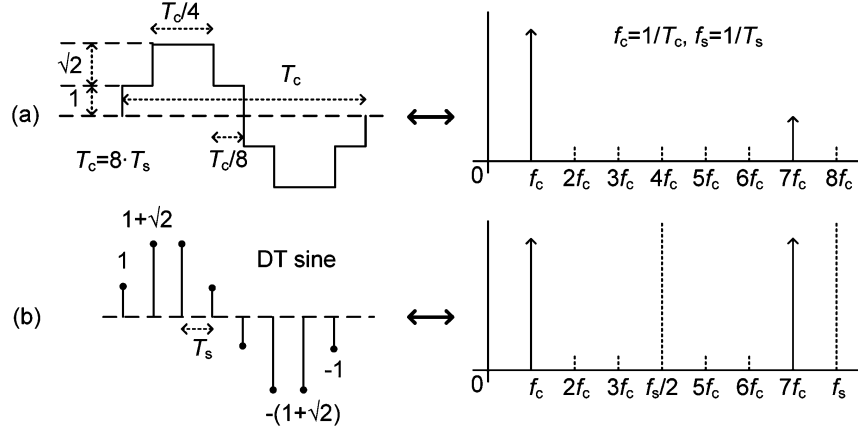 T_c/4
√2
1
T_c
(a)
T_c=8·T_s
T_c/8
f_c=1/T_c, f_s=1/T_s
0 f_c 2f_c 3f_c 4f_c 5f_c 6f_c 7f_c 8f_c
1+√2
1
DT sine
(b)
T_s
-1
-(1+√2)
0 f_c 2f_c 3f_c f_s/2 5f_c 6f_c 7f_c f_s